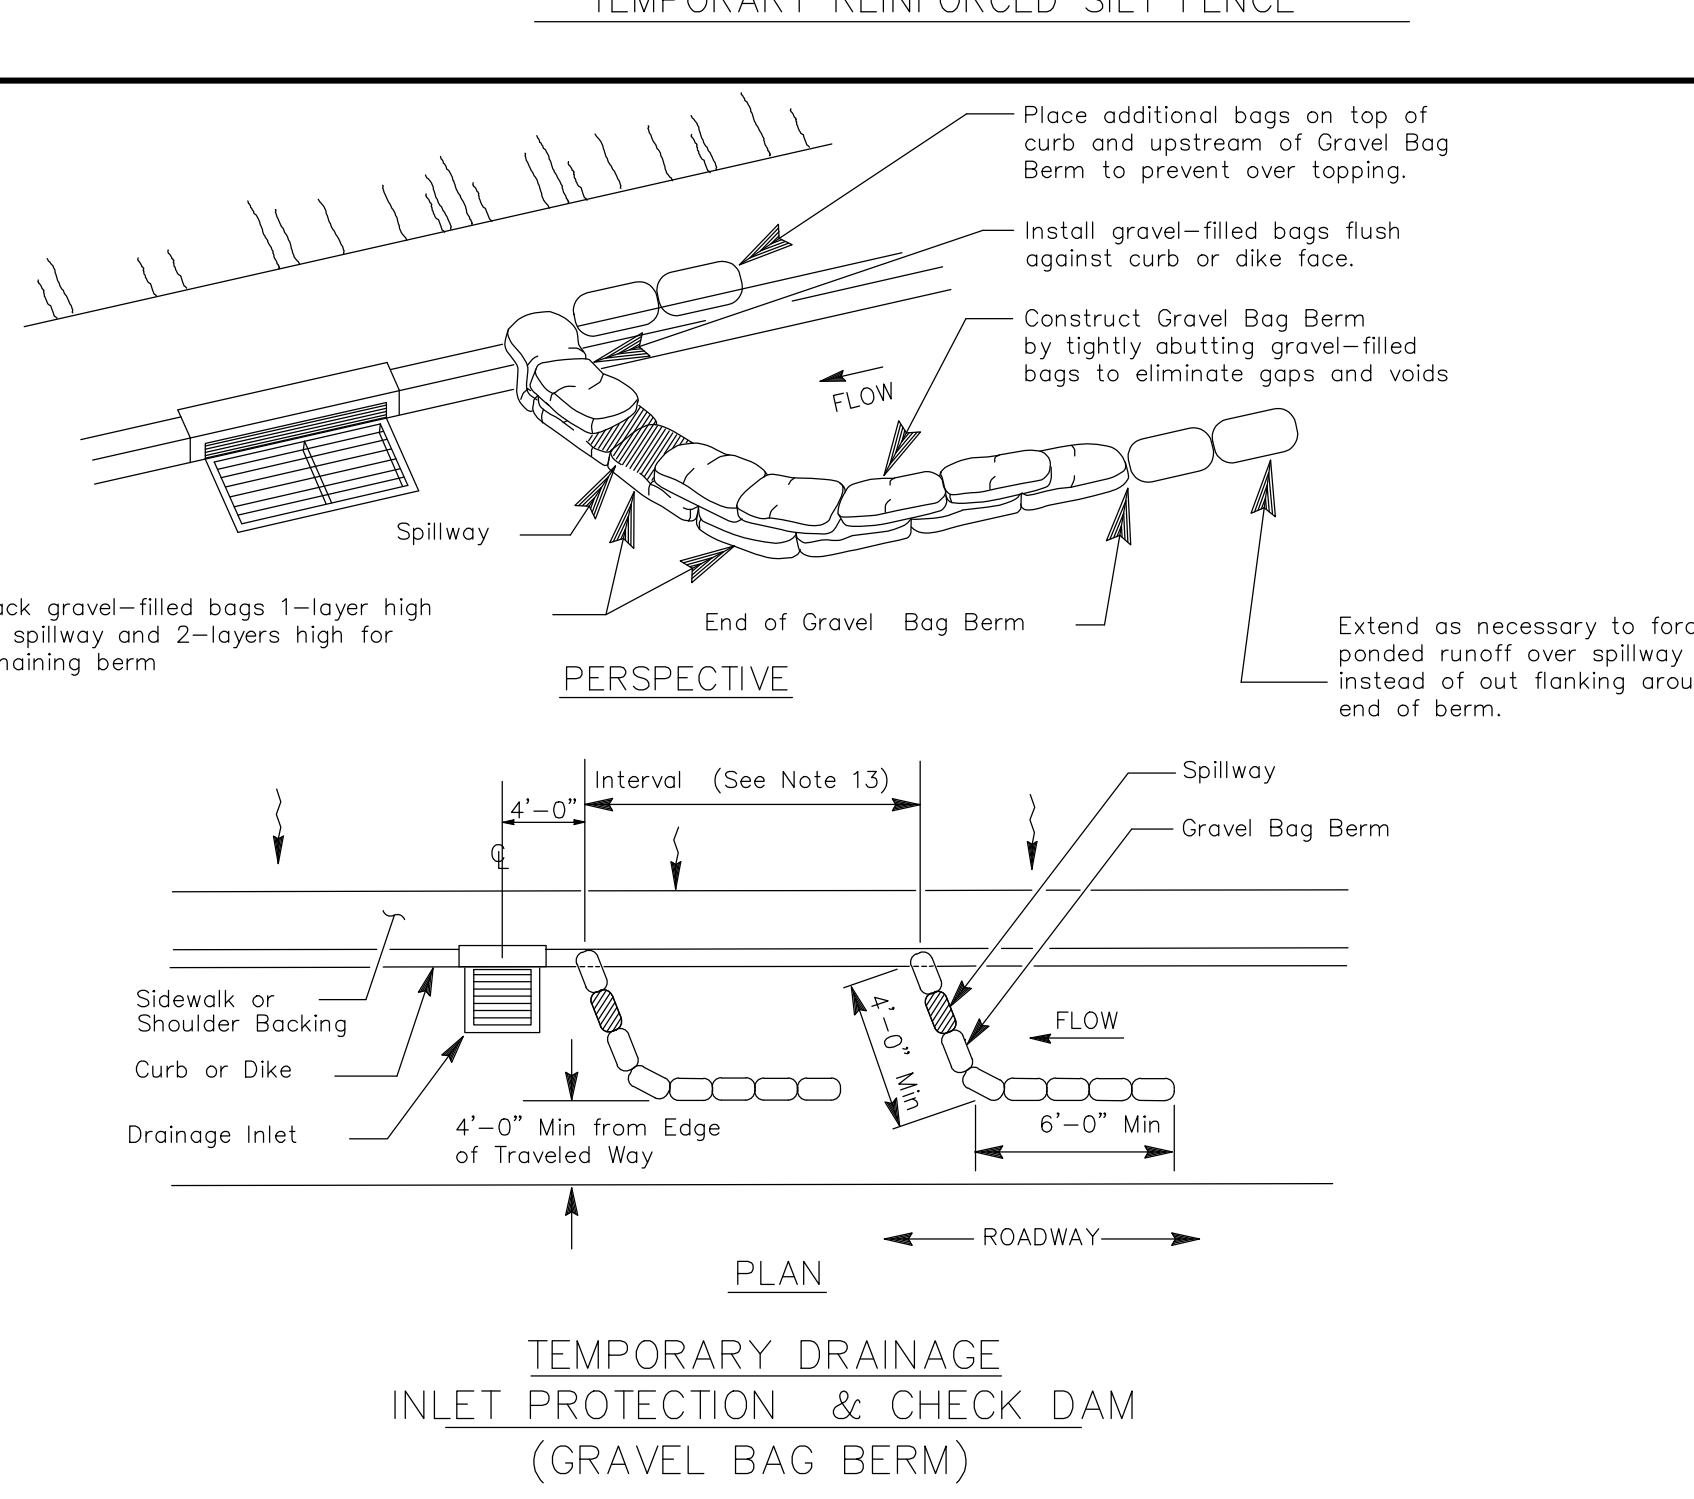 TEMPORARY REINFORCED SILT FENCE
Place additional bags on top of
curb and upstream of Gravel Bag
Berm to prevent over topping.
Install gravel-filled bags flush
against curb or dike face.
Construct Gravel Bag Berm
by tightly abutting gravel-filled
bags to eliminate gaps and voids
FLOW
Spillway
gravel-filled bags 1-layer high
spillway and 2-layers high for
berm
End of Gravel Bag Berm
Extend as necessary to
ponded runoff over spillway
instead of out flanking
end of berm.
PERSPECTIVE
Interval (See Note 13)
4'-0"
CL
Spillway
Gravel Bag Berm
Sidewalk or
Shoulder Backing
Curb or Dike
Drainage Inlet
4'-0" Min from Edge
of Traveled Way
4'-0" Min
FLOW
6'-0" Min
ROADWAY
PLAN
TEMPORARY DRAINAGE
INLET PROTECTION & CHECK DAM
(GRAVEL BAG BERM)